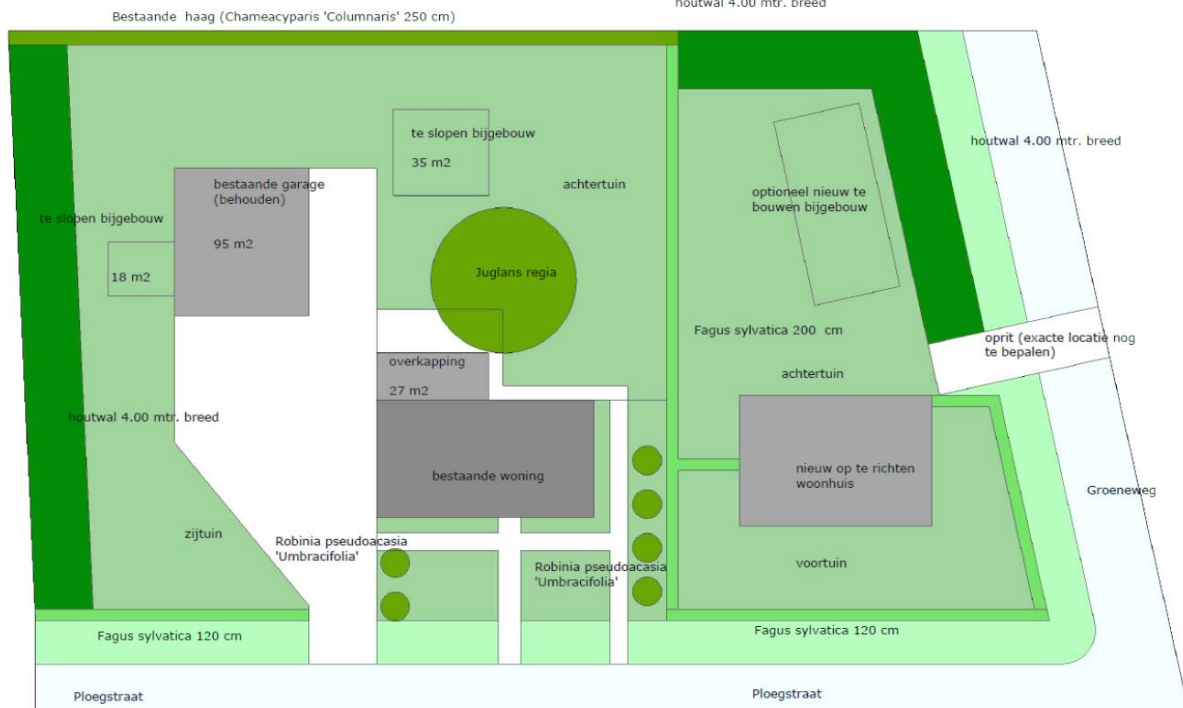 houtwal 4.00 mtr. breed
Bestaande haag (Chameacyparis 'Columnaris' 250 cm)
te slopen bijgebouw
35 m2
houtwal 4.00 mtr. breed
bestaande garage
(behouden)
95 m2
achtertuin
optioneel nieuw te
bouwen bijgebouw
te slopen bijgebouw
18 m2
Juglans regia
Fagus sylvatica 200 cm
oprit (exacte locatie nog
te bepalen)
overkapping
27 m2
achtertuin
houtwal 4.00 mtr. breed
bestaande woning
nieuw op te richten
woonhuis
Groeneweg
zijtuin
Robinia pseudoacasia
'Umbracifolia'
Robinia pseudoacasia
'Umbracifolia'
voortuin
Fagus sylvatica 120 cm
Fagus sylvatica 120 cm
Ploegstraat
Ploegstraat